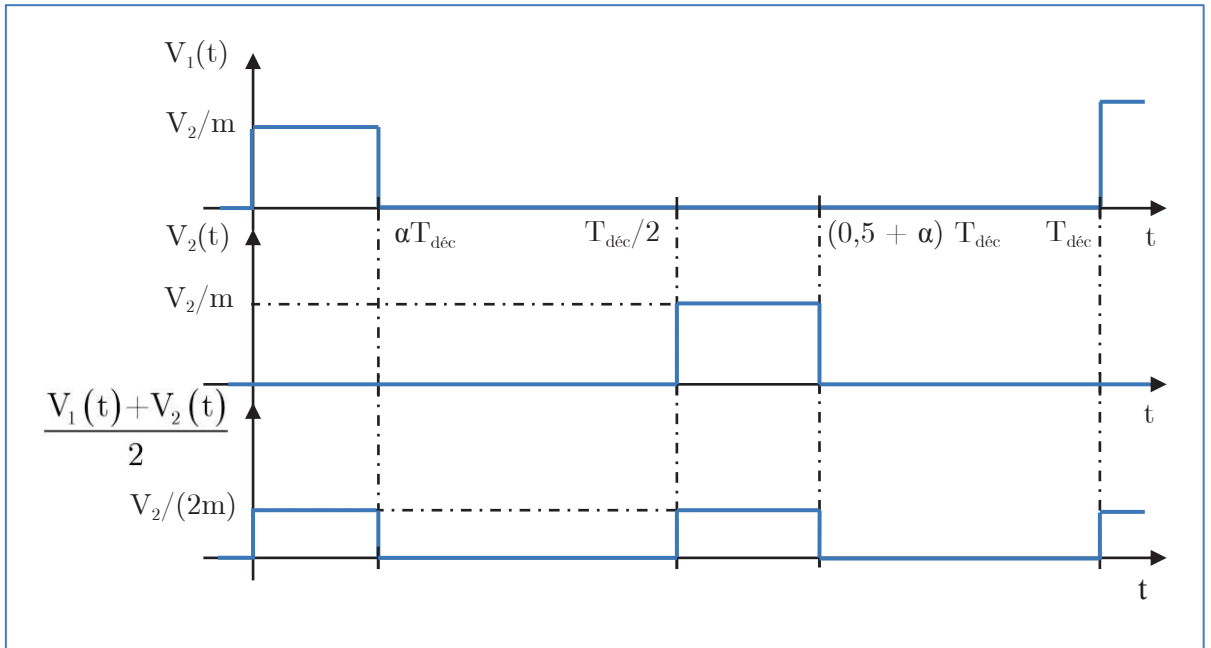 V₁(t)
V₂/m
αT_déc T_déc/2 (0,5 + α) T_déc T_déc t
V₂(t)
V₂/m
t
V₁(t)+V₂(t)
2
V₂/(2m)
t